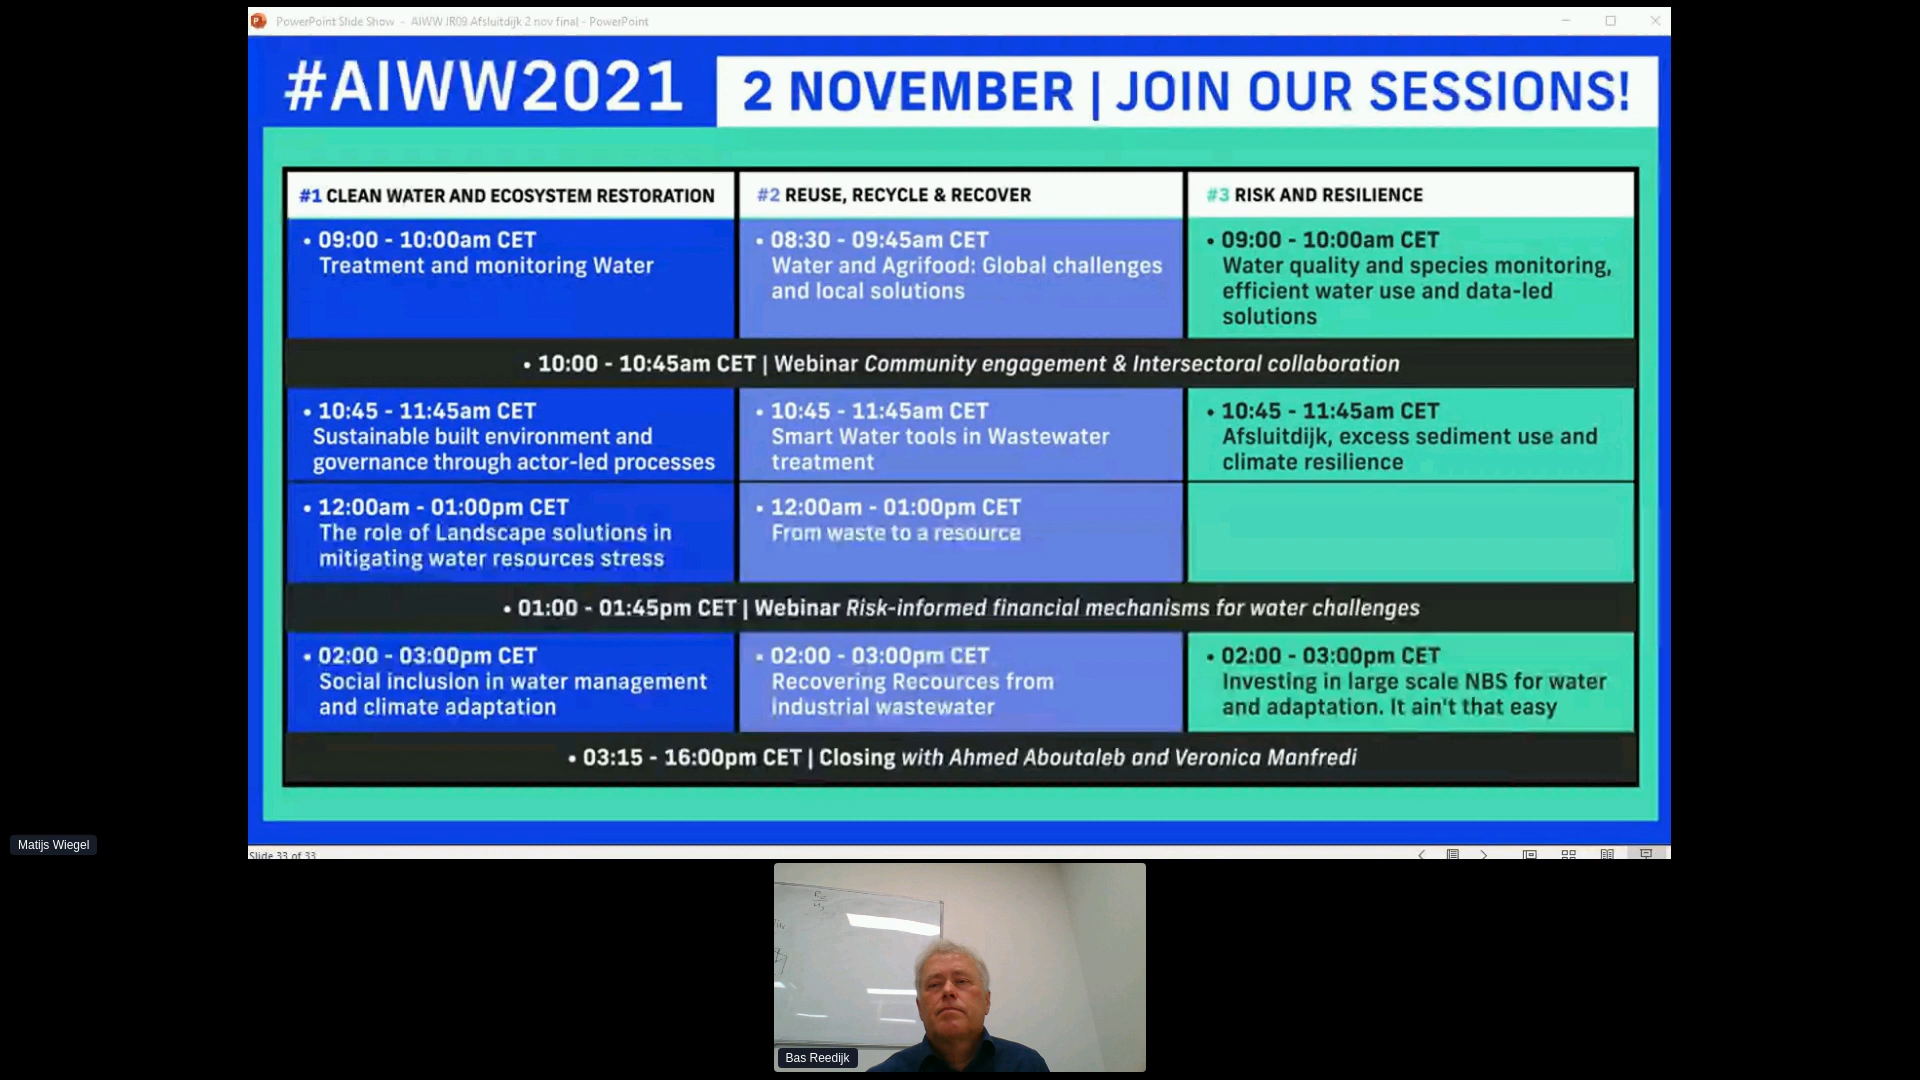 PowerPoint Slide Show - AIWW JR09 Afsluitdijk 2 nov final - PowerPoint
#AIWW2021
2 NOVEMBER | JOIN OUR SESSIONS!
#1 CLEAN WATER AND ECOSYSTEM RESTORATION
#2 REUSE, RECYCLE & RECOVER
#3 RISK AND RESILIENCE
• 09:00 - 10:00am CET
Treatment and monitoring Water
• 08:30 - 09:45am CET
Water and Agrifood: Global challenges
and local solutions
• 09:00 - 10:00am CET
Water quality and species monitoring,
efficient water use and data-led
solutions
• 10:00 - 10:45am CET | Webinar Community engagement & Intersectoral collaboration
• 10:45 - 11:45am CET
Sustainable built environment and
governance through actor-led processes
• 10:45 - 11:45am CET
Smart Water tools in Wastewater
treatment
• 10:45 - 11:45am CET
Afsluitdijk, excess sediment use and
climate resilience
• 12:00am - 01:00pm CET
The role of Landscape solutions in
mitigating water resources stress
• 12:00am - 01:00pm CET
From waste to a resource
• 01:00 - 01:45pm CET | Webinar Risk-informed financial mechanisms for water challenges
• 02:00 - 03:00pm CET
Social inclusion in water management
and climate adaptation
• 02:00 - 03:00pm CET
Recovering Recources from
industrial wastewater
• 02:00 - 03:00pm CET
Investing in large scale NBS for water
and adaptation. It ain't that easy
• 03:15 - 16:00pm CET | Closing with Ahmed Aboutaleb and Veronica Manfredi
Matijs Wiegel
Slide 33 of 33
Bas Reedijk